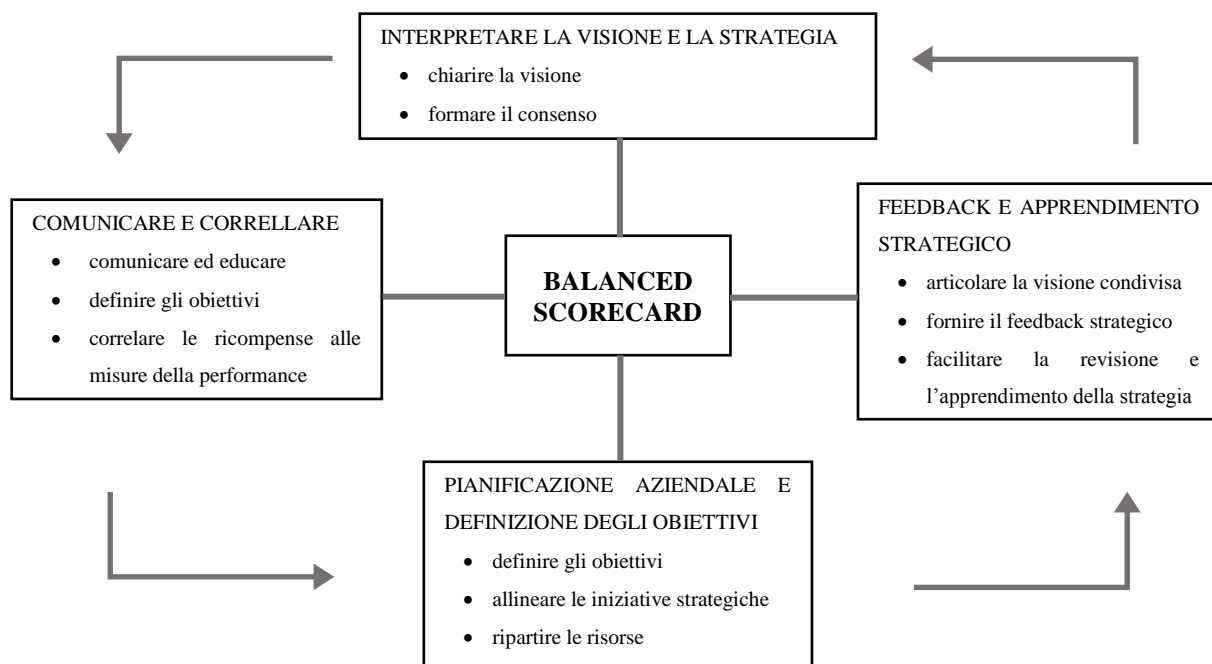 INTERPRETARE LA VISIONE E LA STRATEGIA
• chiarire la visione
• formare il consenso
COMUNICARE E CORRELLARE
• comunicare ed educare
• definire gli obiettivi
• correlare le ricompense alle
misure della performance
BALANCED
SCORECARD
FEEDBACK E APPRENDIMENTO
STRATEGICO
• articolare la visione condivisa
• fornire il feedback strategico
• facilitare la revisione e
l’apprendimento della strategia
PIANIFICAZIONE AZIENDALE E
DEFINIZIONE DEGLI OBIETTIVI
• definire gli obiettivi
• allineare le iniziative strategiche
• ripartire le risorse